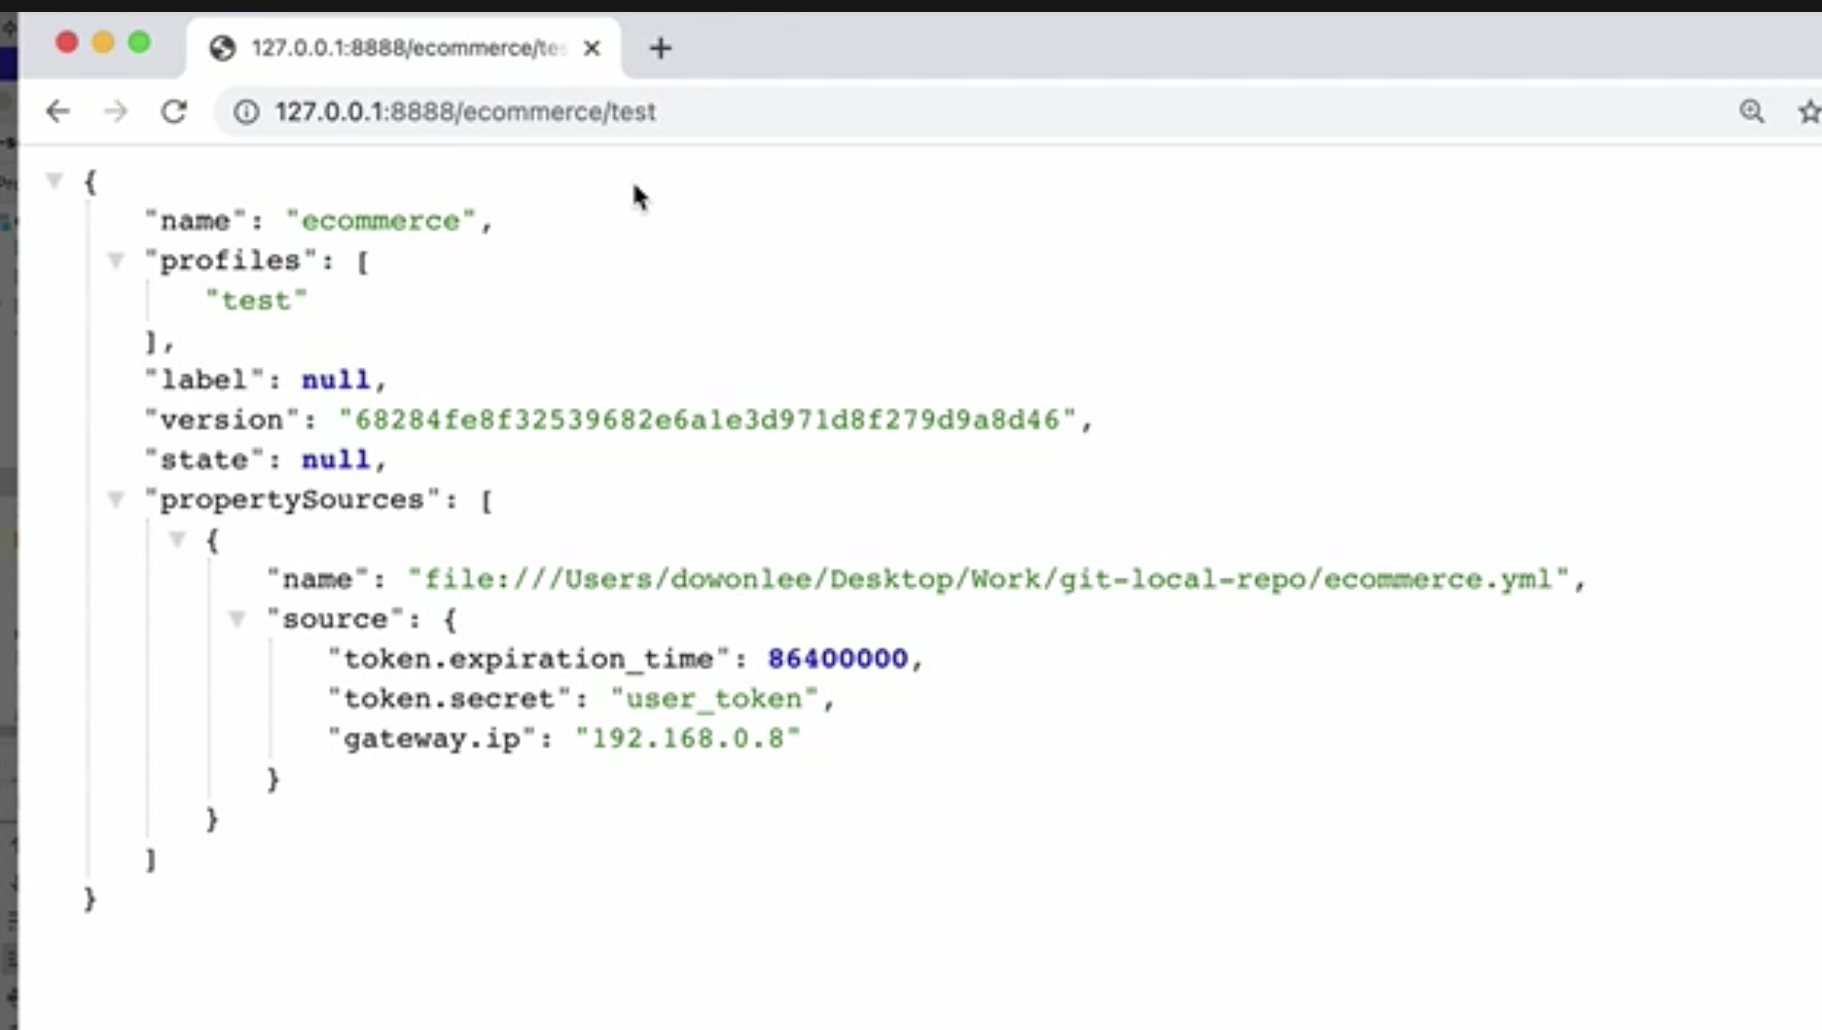 127.0.0.1:8888/ecommerce/tes
127.0.0.1:8888/ecommerce/test
{
"name": "ecommerce",
"profiles": [
"test"
],
"label": null,
"version": "68284fe8f32539682e6a1e3d971d8f279d9a8d46",
"state": null,
"propertySources": [
{
"name": "file:///Users/dowonlee/Desktop/Work/git-local-repo/ecommerce.yml",
"source": {
"token.expiration_time": 86400000,
"token.secret": "user_token",
"gateway.ip": "192.168.0.8"
}
}
]
}